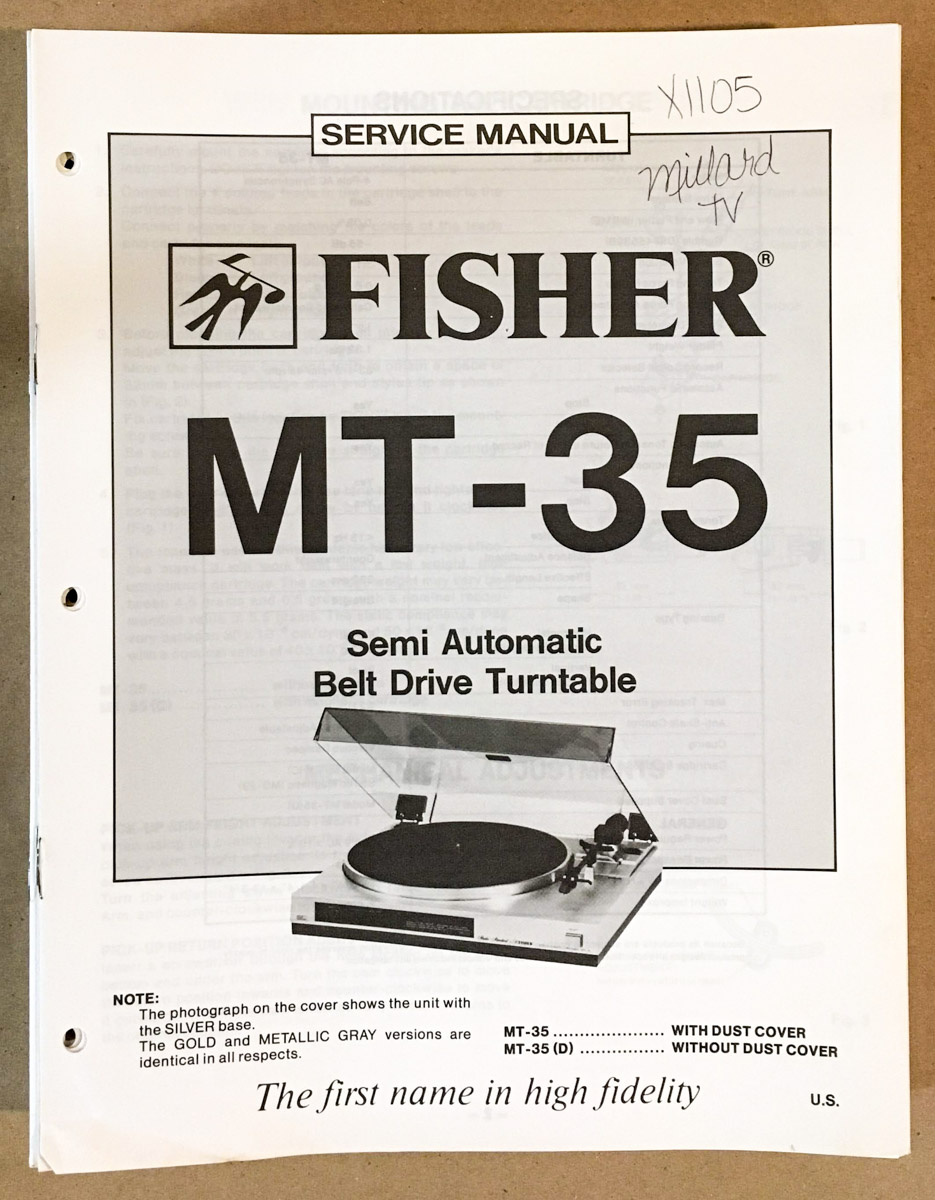 X1105
SERVICE MANUAL
Millard
TV
FISHER®
MT-35
Semi Automatic
Belt Drive Turntable
NOTE:
The photograph on the cover shows the unit with
the SILVER base.
The GOLD and METALLIC GRAY versions are
identical in all respects.
MT-35 ..................... WITH DUST COVER
MT-35 (D) ................ WITHOUT DUST COVER
The first name in high fidelity
U.S.